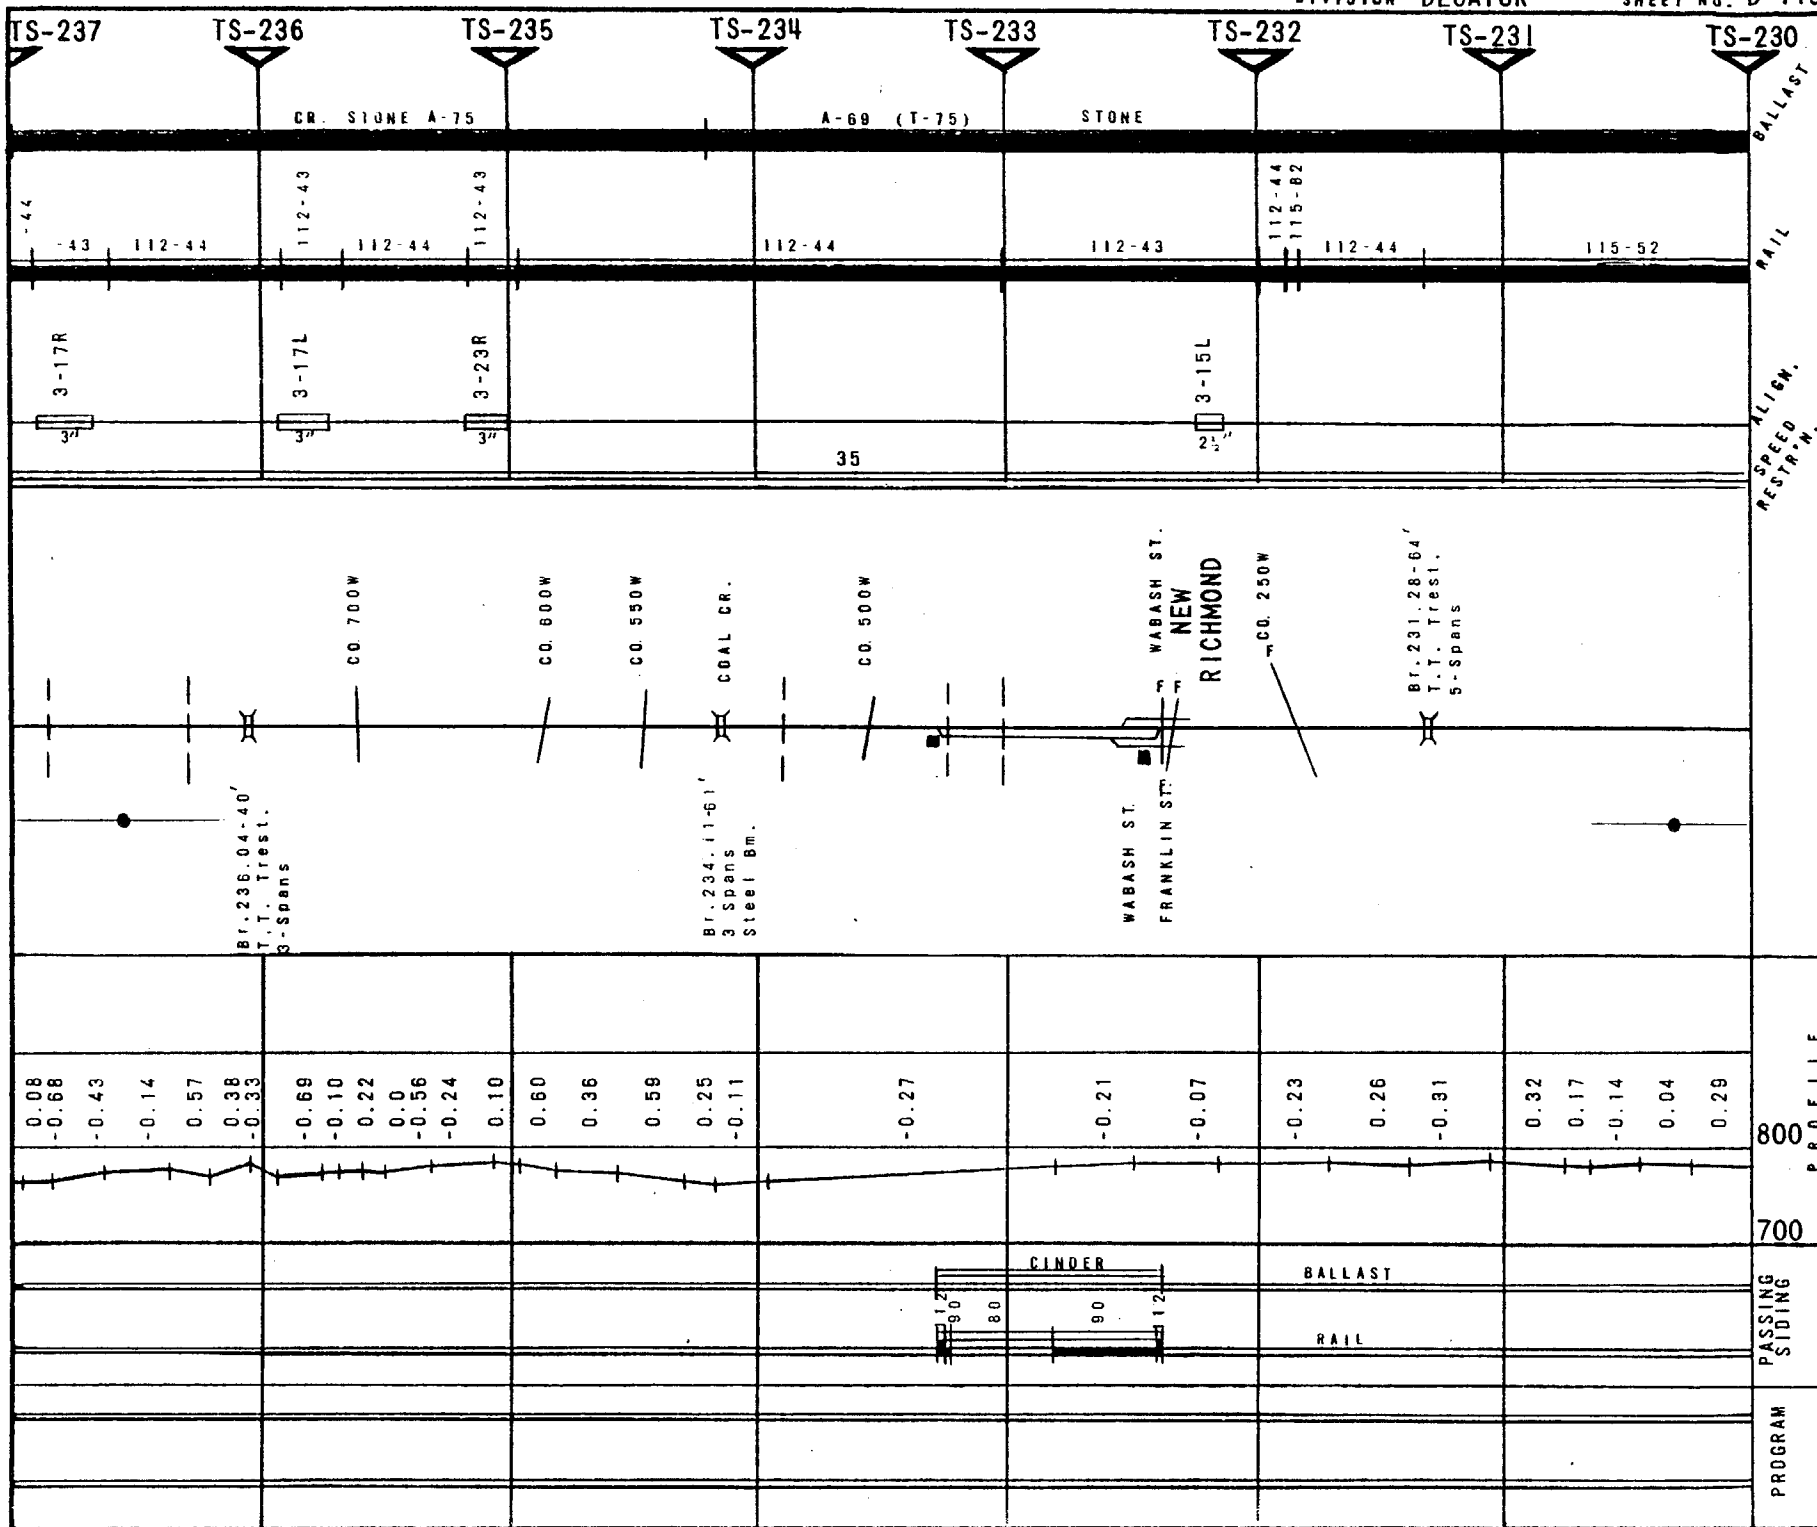 DIVISION DECATUR SHEET NO. D
TS-237 TS-236 TS-235 TS-234 TS-233 TS-232 TS-231 TS-230
BALLAST
CR. STONE A-75 A-69 (T-75) STONE
-44 112-43 112-43 112-44 115-82
-43 112-44 112-44 112-44 112-43 112-44 115-52
RAIL
3-17R 3-17L 3-23R 3-15L
3" 3" 3" 2½"
ALIGN.
35
SPEED
RESTR'N.
CO. 700W
CO. 600W
CO. 550W
COAL CR.
CO. 500W
WABASH ST.
NEW
RICHMOND
F CO. 250W
Br. 231.28-64'
T.T. Trest.
5-Spans
F F
Br. 236.04-40'
T.T. Trest.
3-Spans
Br. 234.11-61'
3 Spans
Steel Bm.
WABASH ST.
FRANKLIN ST.
0.08 -0.68 -0.43 -0.14 0.57 0.38 -0.33 -0.69 -0.10 0.22 0.0 -0.56 -0.24 0.10 0.60 0.36 0.59 0.25 -0.11 -0.27 -0.21 -0.07 -0.23 0.26 -0.31 0.32 0.17 -0.14 0.04 0.29
PROFILE
800
700
CINDER BALLAST
12 90 80 90 12
RAIL
PASSING
SIDING
PROGRAM